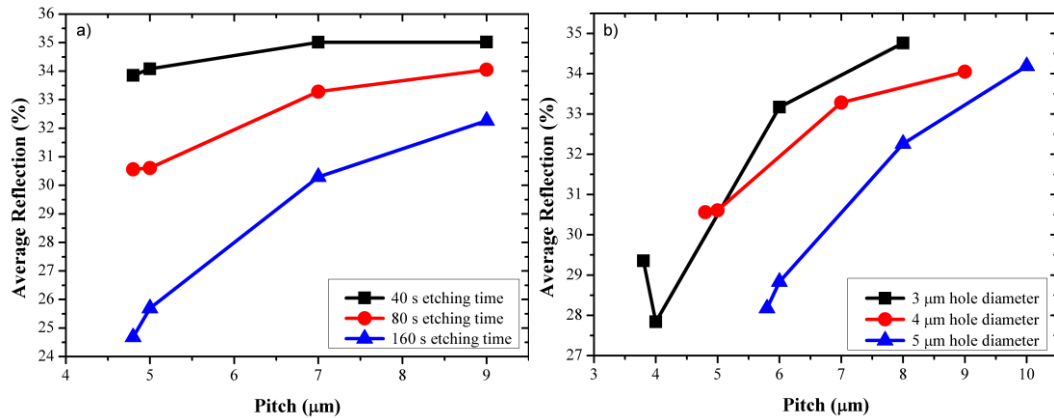 a)
Average Reflection (%)
36
35
34
33
32
31
30
29
28
27
26
25
24
4 5 6 7 8 9
Pitch (μm)
40 s etching time
80 s etching time
160 s etching time
b)
Average Reflection (%)
35
34
33
32
31
30
29
28
27
3 4 5 6 7 8 9 10
Pitch (μm)
3 μm hole diameter
4 μm hole diameter
5 μm hole diameter